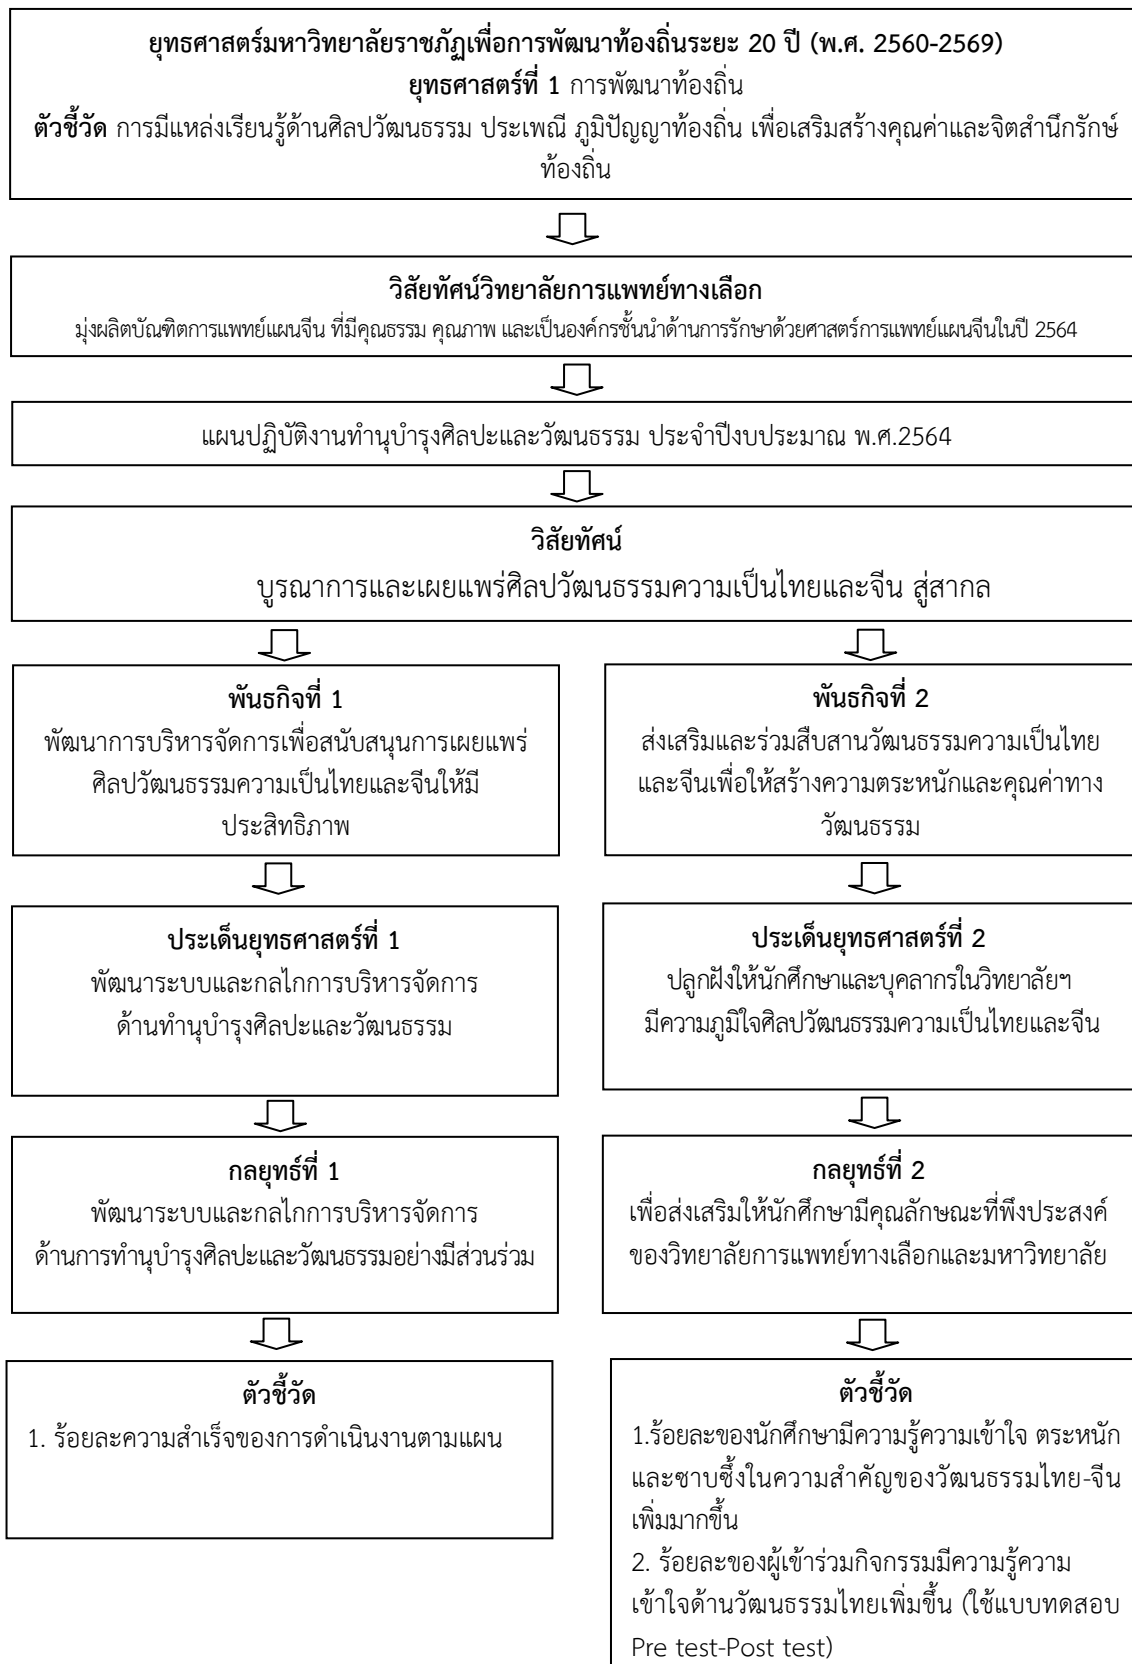 ยุทธศาสตร์มหาวิทยาลัยราชภัฏเพื่อการพัฒนาท้องถิ่นระยะ 20 ปี (พ.ศ. 2560-2569)
ยุทธศาสตร์ที่ 1 การพัฒนาท้องถิ่น
ตัวชี้วัด การมีแหล่งเรียนรู้ด้านศิลปวัฒนธรรม ประเพณี ภูมิปัญญาท้องถิ่น เพื่อเสริมสร้างคุณค่าและจิตสำนึกรักษ์
ท้องถิ่น
วิสัยทัศน์วิทยาลัยการแพทย์ทางเลือก
มุ่งผลิตบัณฑิตการแพทย์แผนจีน ที่มีคุณธรรม คุณภาพ และเป็นองค์กรชั้นนำด้านการรักษาด้วยศาสตร์การแพทย์แผนจีนในปี 2564
แผนปฏิบัติงานทำนุบำรุงศิลปะและวัฒนธรรม ประจำปีงบประมาณ พ.ศ.2564
วิสัยทัศน์
บูรณาการและเผยแพร่ศิลปวัฒนธรรมความเป็นไทยและจีน สู่สากล
พันธกิจที่ 1
พัฒนาการบริหารจัดการเพื่อสนับสนุนการเผยแพร่
ศิลปวัฒนธรรมความเป็นไทยและจีนให้มี
ประสิทธิภาพ
พันธกิจที่ 2
ส่งเสริมและร่วมสืบสานวัฒนธรรมความเป็นไทย
และจีนเพื่อให้สร้างความตระหนักและคุณค่าทาง
วัฒนธรรม
ประเด็นยุทธศาสตร์ที่ 1
พัฒนาระบบและกลไกการบริหารจัดการ
ด้านทำนุบำรุงศิลปะและวัฒนธรรม
ประเด็นยุทธศาสตร์ที่ 2
ปลูกฝังให้นักศึกษาและบุคลากรในวิทยาลัยฯ
มีความภูมิใจศิลปวัฒนธรรมความเป็นไทยและจีน
กลยุทธ์ที่ 1
พัฒนาระบบและกลไกการบริหารจัดการ
ด้านการทำนุบำรุงศิลปะและวัฒนธรรมอย่างมีส่วนร่วม
กลยุทธ์ที่ 2
เพื่อส่งเสริมให้นักศึกษามีคุณลักษณะที่พึงประสงค์
ของวิทยาลัยการแพทย์ทางเลือกและมหาวิทยาลัย
ตัวชี้วัด
1. ร้อยละความสำเร็จของการดำเนินงานตามแผน
ตัวชี้วัด
1.ร้อยละของนักศึกษามีความรู้ความเข้าใจ ตระหนัก
และซาบซึ้งในความสำคัญของวัฒนธรรมไทย-จีน
เพิ่มมากขึ้น
2. ร้อยละของผู้เข้าร่วมกิจกรรมมีความรู้ความ
เข้าใจด้านวัฒนธรรมไทยเพิ่มขึ้น (ใช้แบบทดสอบ
Pre test-Post test)